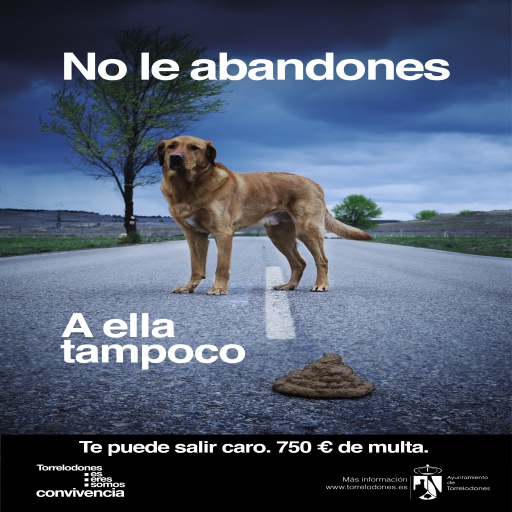 No le abandones
A ella
tampoco
Te puede salir caro. 750 € de multa.
Torrelodones
es
eres
somos
convivencia
Más información
www.torrelodones.es
Ayuntamiento
de
Torrelodones